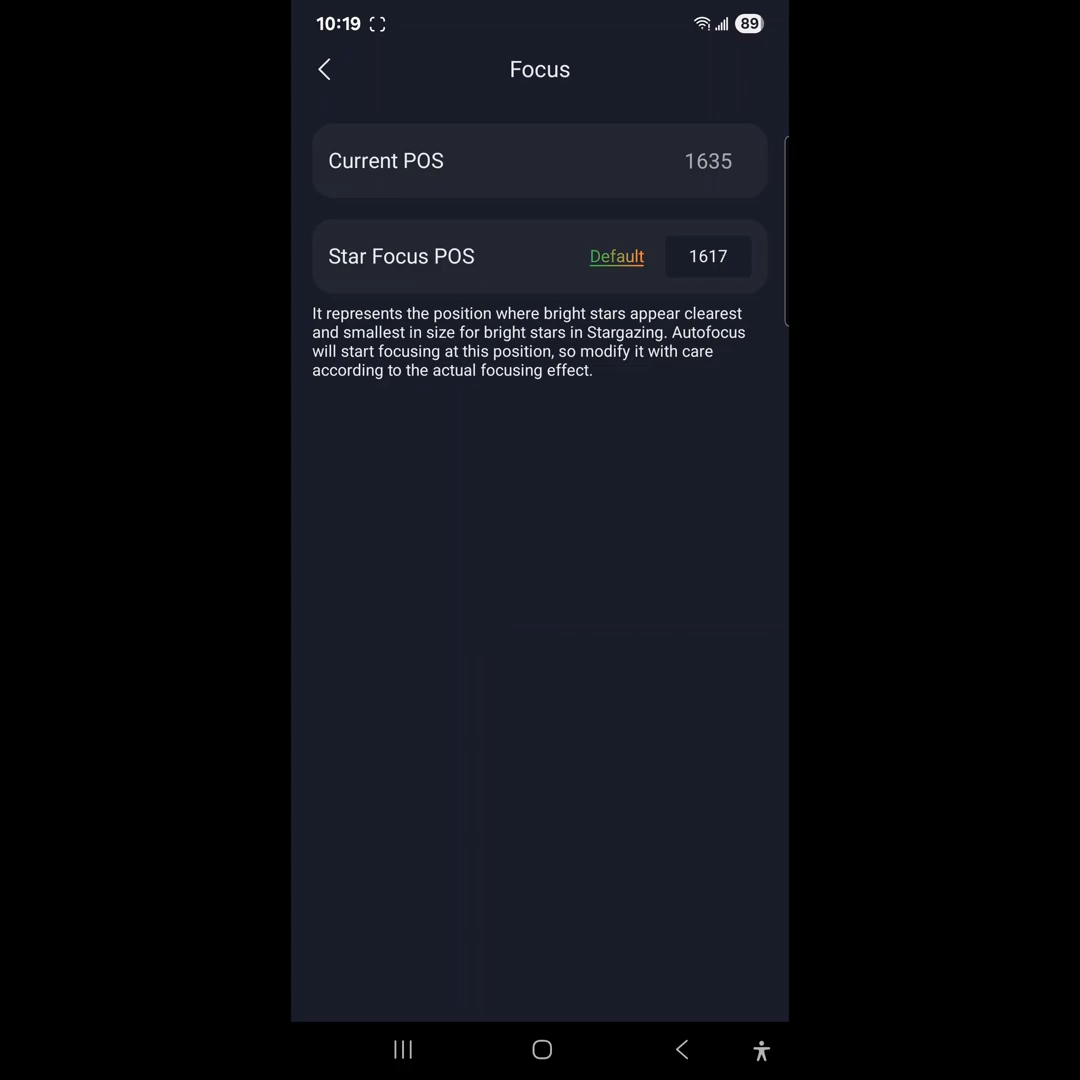 10:19
89
Focus
Current POS 1635
Star Focus POS Default 1617
It represents the position where bright stars appear clearest
and smallest in size for bright stars in Stargazing. Autofocus
will start focusing at this position, so modify it with care
according to the actual focusing effect.